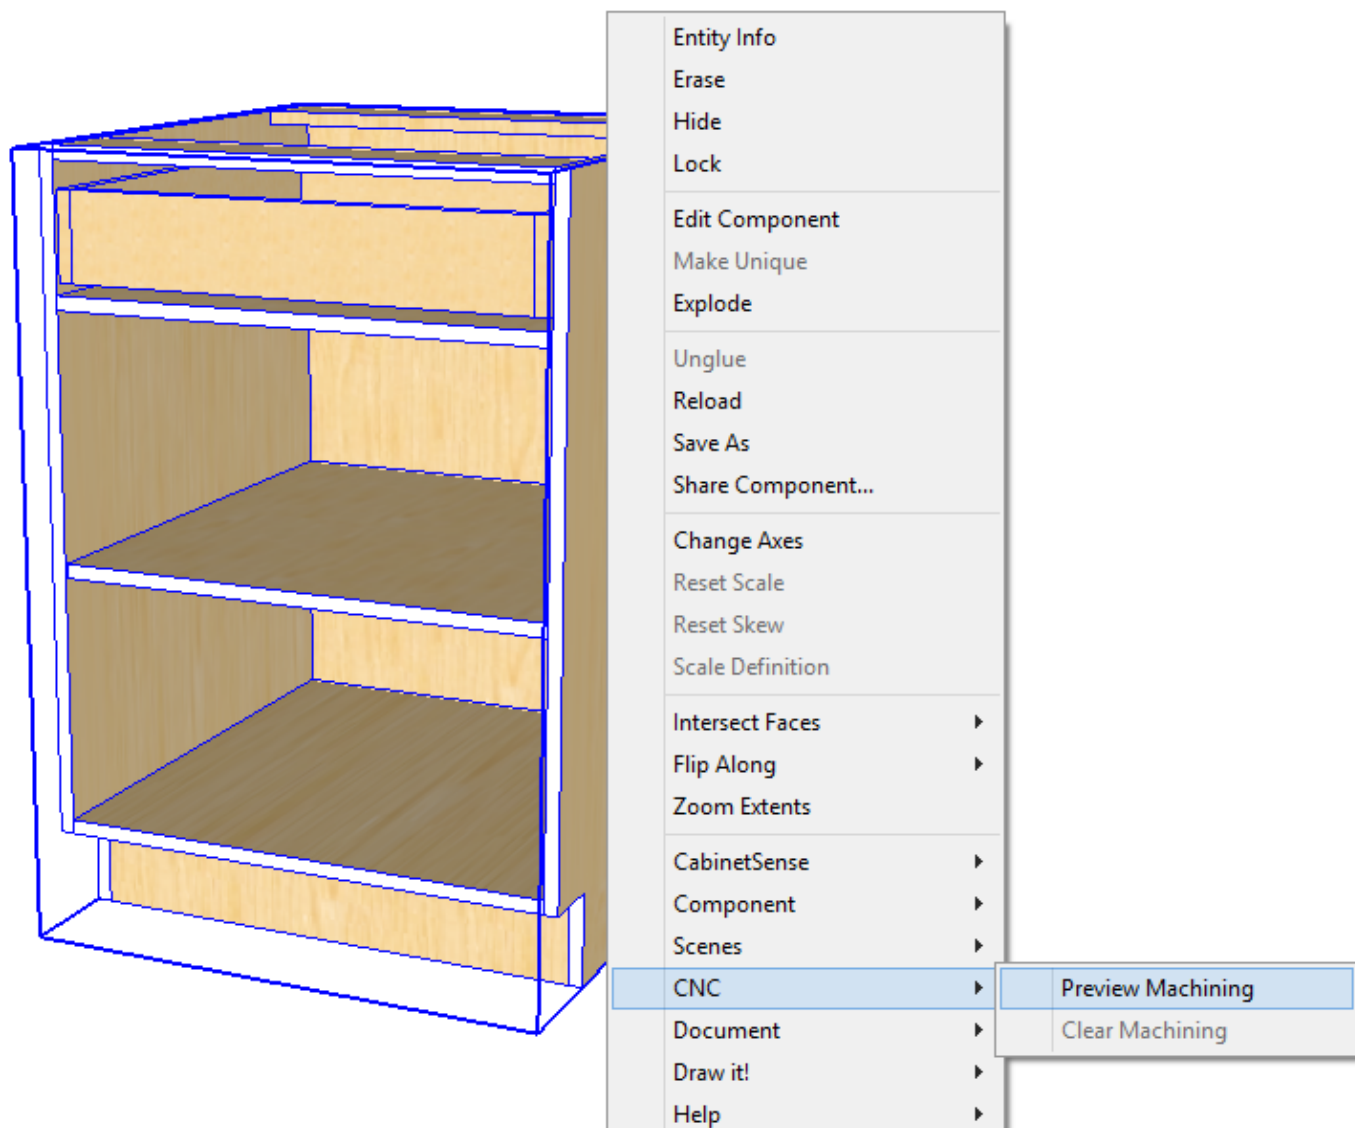 Entity Info
Erase
Hide
Lock
Edit Component
Make Unique
Explode
Unglue
Reload
Save As
Share Component...
Change Axes
Reset Scale
Reset Skew
Scale Definition
Intersect Faces
Flip Along
Zoom Extents
CabinetSense
Component
Scenes
CNC
Preview Machining
Document
Clear Machining
Draw it!
Help